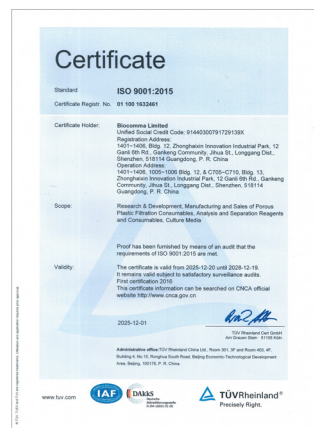 Certificate
Standard ISO 9001:2015
Certificate Registr. No. 01 100 1632461
Certificate Holder: Biocomma Limited
Unified Social Credit Code: 91440300791729139X
Registration Address:
1401-1406, Bldg. 12, Zhonghaixin Innovation Industrial Park, 12
Ganli 6th Rd., Gankeng Community, Jihua St., Longgang Dist.,
Shenzhen, 518114 Guangdong, P. R. China
Operation Address:
1401-1406, 1005-1006 Bldg. 12, & C705-C710, Bldg. 13,
Zhonghaixin Innovation Industrial Park, 12 Ganli 6th Rd., Gankeng
Community, Jihua St., Longgang Dist., Shenzhen, 518114
Guangdong, P. R. China
Scope: Research & Development, Manufacturing and Sales of Porous
Plastic Filtration Consumables, Analysis and Separation Reagents
and Consumables, Culture Media
Proof has been furnished by means of an audit that the
requirements of ISO 9001:2015 are met.
Validity: The certificate is valid from 2025-12-20 until 2028-12-19.
It remains valid subject to satisfactory surveillance audits.
First certification 2016
This certificate information can be searched on CNCA official
website http://www.cnca.gov.cn
2025-12-01
TÜV Rheinland Cert GmbH
Am Grauen Stein · 51105 Köln
Administrative office:TÜV Rheinland China Ltd., Room 301, 3F and Room 403, 4F,
Building 4, No.15, Ronghua South Road, Beijing Economic-Technological Development
Area, Beijing, 100176, P. R. China
www.tuv.com
IAF
DAkkS
Deutsche
Akkreditierungsstelle
TÜVRheinland®
Precisely Right.